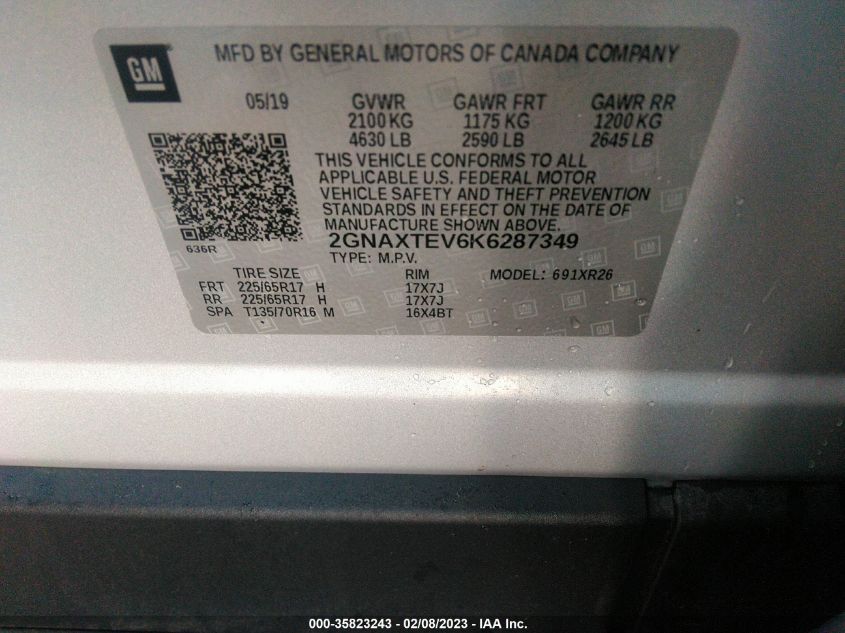 GM
MFD BY GENERAL MOTORS OF CANADA COMPANY
05/19 GVWR GAWR FRT GAWR RR
2100 KG 1175 KG 1200 KG
4630 LB 2590 LB 2645 LB
THIS VEHICLE CONFORMS TO ALL
APPLICABLE U.S. FEDERAL MOTOR
VEHICLE SAFETY AND THEFT PREVENTION
STANDARDS IN EFFECT ON THE DATE OF
MANUFACTURE SHOWN ABOVE.
636R
2GNAXTEV6K6287349
TYPE: M.P.V.
TIRE SIZE RIM MODEL: 691XR26
FRT 225/65R17 H 17X7J
RR 225/65R17 H 17X7J
SPA T135/70R16 M 16X4BT
000-35823243 - 02/08/2023 - IAA Inc.